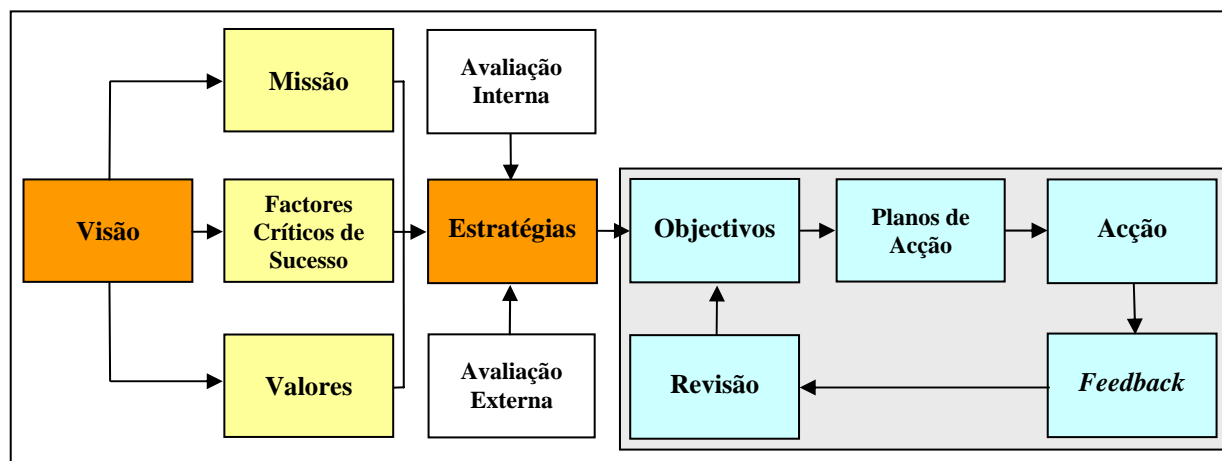 Missão
Avaliação
Interna
Visão
Factores
Críticos de
Sucesso
Estratégias
Objectivos
Planos de
Acção
Acção
Valores
Avaliação
Externa
Revisão
Feedback